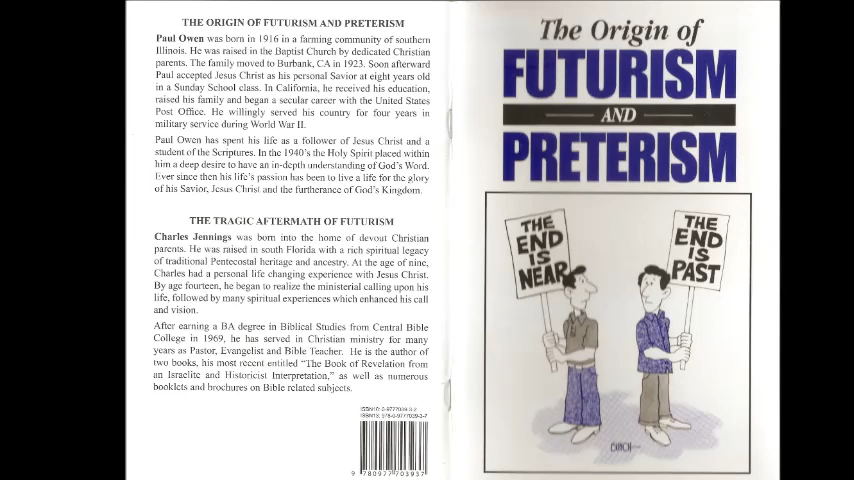 THE ORIGIN OF FUTURISM AND PRETERISM
Paul Owen was born in 1916 in a farming community of southern
Illinois. He was raised in the Baptist Church by dedicated Christian
parents. The family moved to Burbank, CA in 1923. Soon afterward
Paul accepted Jesus Christ as his personal Savior at eight years old
in a Sunday School class. In California, he received his education,
raised his family and began a secular career with the United States
Post Office. He willingly served his country for four years in
military service during World War II.
Paul Owen has spent his life as a follower of Jesus Christ and a
student of the Scriptures. In the 1940's the Holy Spirit placed within
him a deep desire to have an in-depth understanding of God's Word.
Ever since then his life's passion has been to live a life for the glory
of his Savior, Jesus Christ and the furtherance of God's Kingdom.
THE TRAGIC AFTERMATH OF FUTURISM
Charles Jennings was born into the home of devout Christian
parents. He was raised in south Florida with a rich spiritual legacy
of traditional Pentecostal heritage and ancestry. At the age of nine,
Charles had a personal life changing experience with Jesus Christ.
By age fourteen, he began to realize the ministerial calling upon his
life, followed by many spiritual experiences which enhanced his call
and vision.
After earning a BA degree in Biblical Studies from Central Bible
College in 1969, he has served in Christian ministry for many
years as Pastor, Evangelist and Bible Teacher. He is the author of
two books, his most recent entitled "The Book of Revelation from
an Israelite and Historicist Interpretation," as well as numerous
booklets and brochures on Bible related subjects.
ISBN10: 0-9777039-3-2
ISBN13: 978-0-9777039-3-7
9 780977 703937
The Origin of
FUTURISM
AND
PRETERISM
THE
END
IS
NEAR
THE
END
IS
PAST